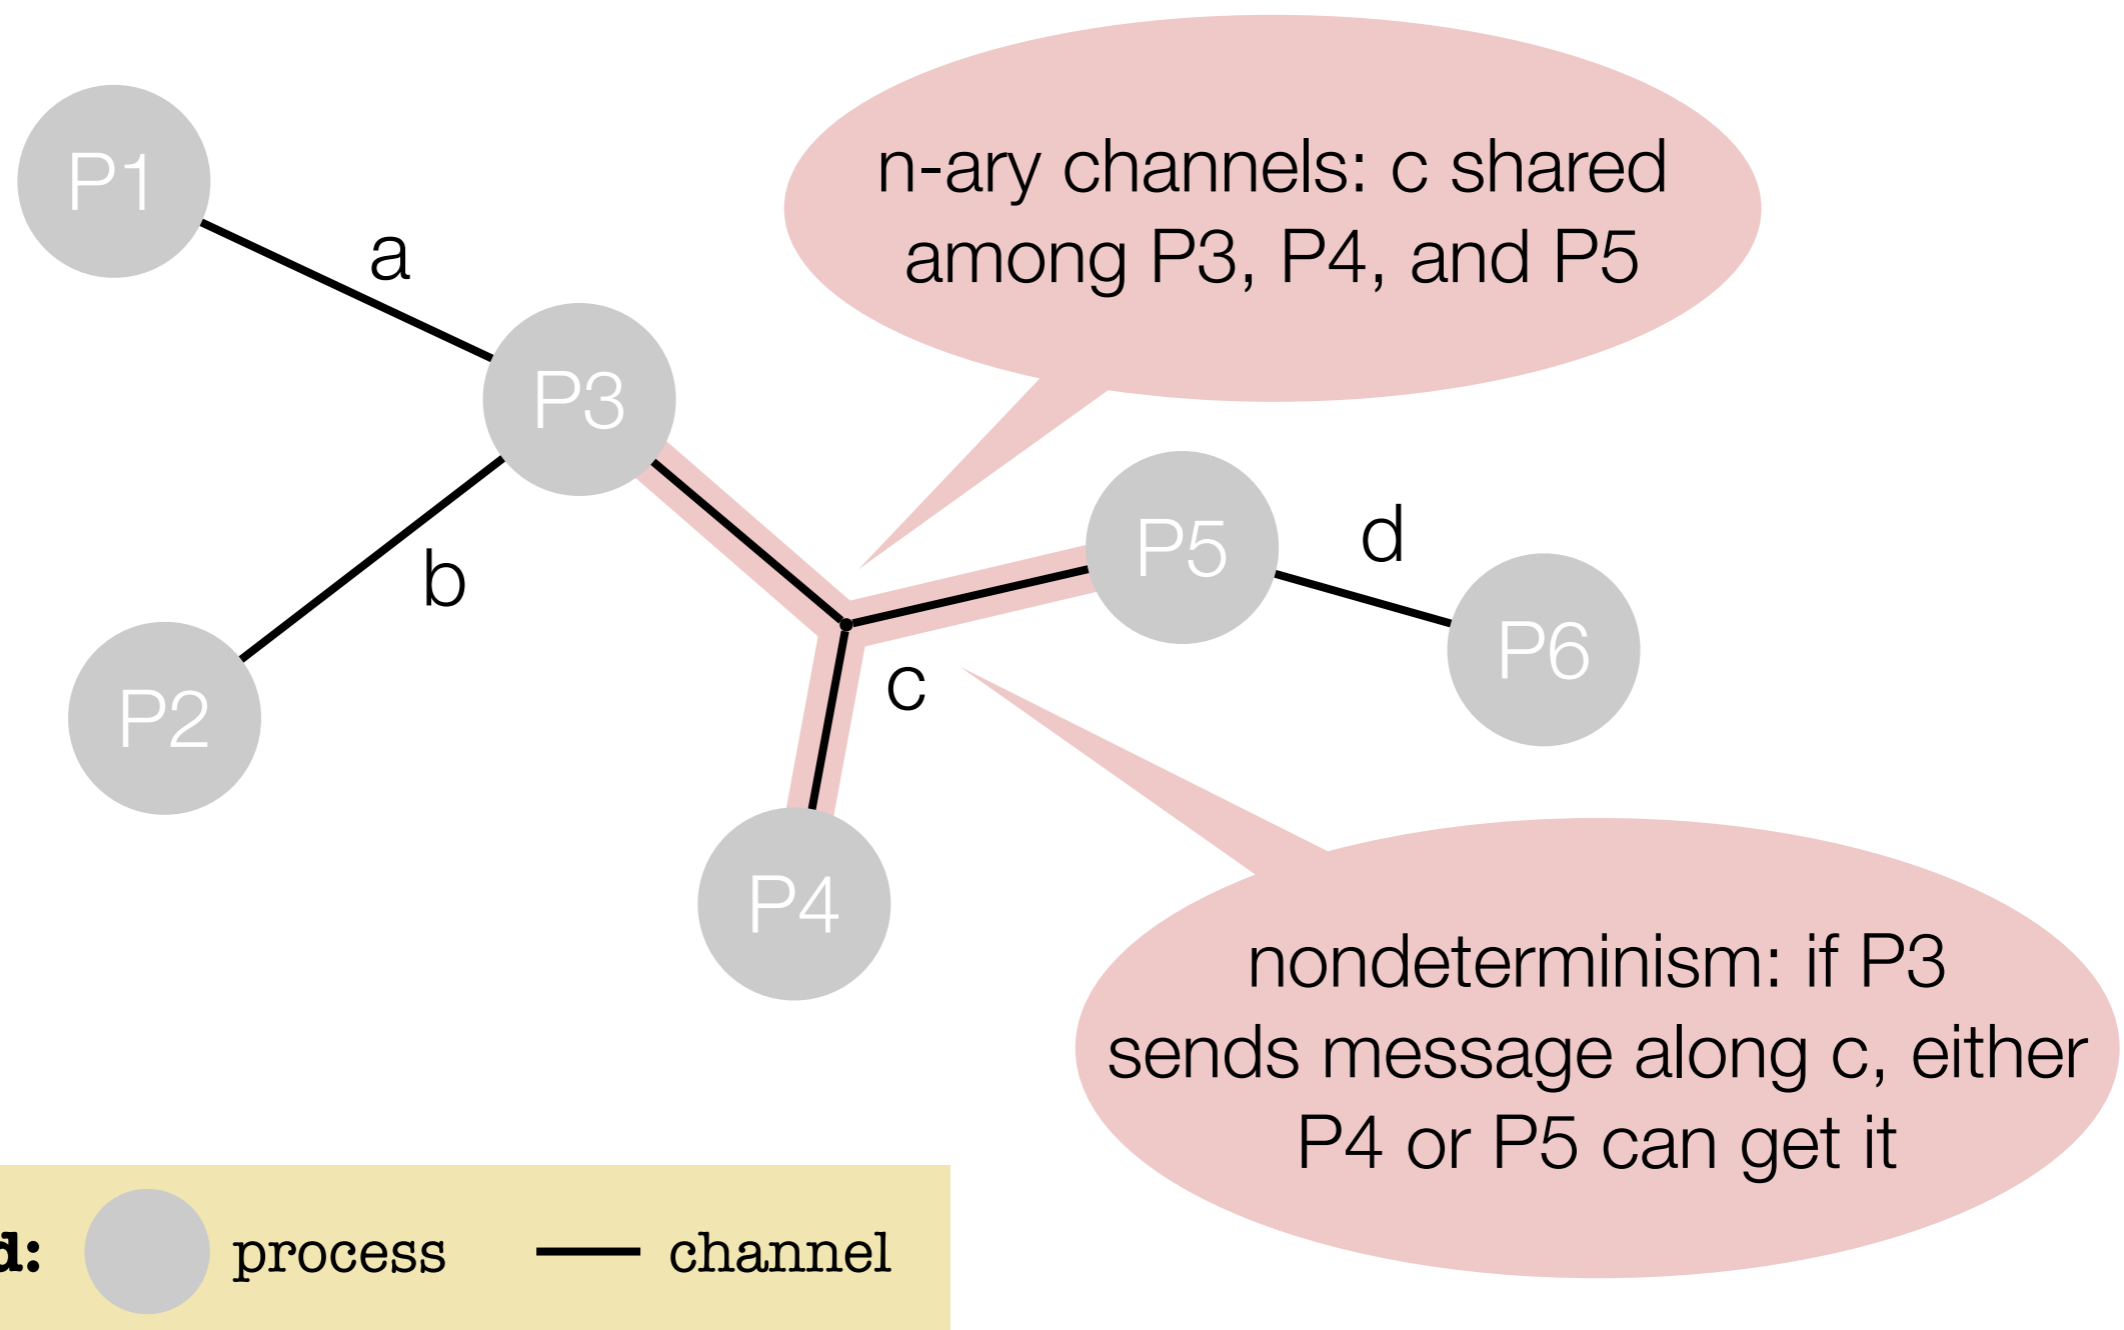 P1
a
n-ary channels: c shared
among P3, P4, and P5
P3
b
P5
d
P6
c
P2
P4
nondeterminism: if P3
sends message along c, either
P4 or P5 can get it
d: process channel